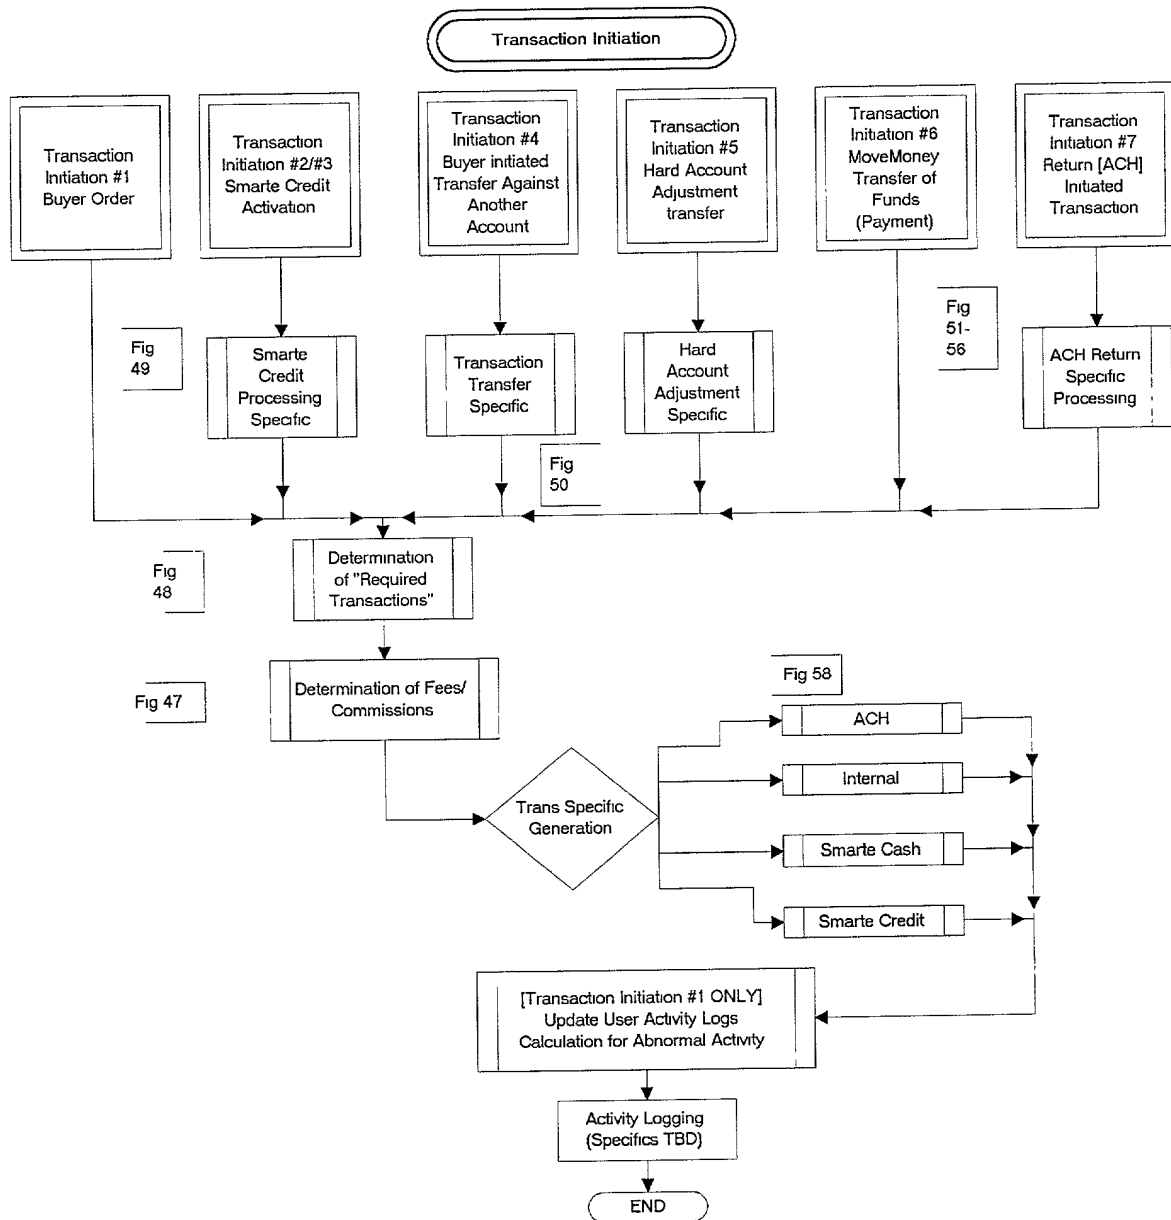 Transaction Initiation
Transaction
Initiation #1
Buyer Order
Transaction
Initiation #2/#3
Smarte Credit
Activation
Transaction
Initiation #4
Buyer initiated
Transfer Against
Another
Account
Transaction
Initiation #5
Hard Account
Adjustment
transfer
Transaction
Initiation #6
MoveMoney
Transfer of
Funds
(Payment)
Transaction
Initiation #7
Return [ACH]
Initiated
Transaction
Fig
49
Smarte
Credit
Processing
Specific
Transaction
Transfer
Specific
Fig
50
Hard
Account
Adjustment
Specific
Fig
51-
56
ACH Return
Specific
Processing
Fig
48
Determination
of "Required
Transactions"
Fig 47
Determination of Fees/
Commissions
Trans Specific
Generation
Fig 58
ACH
Internal
Smarte Cash
Smarte Credit
[Transaction Initiation #1 ONLY]
Update User Activity Logs
Calculation for Abnormal Activity
Activity Logging
(Specifics TBD)
END